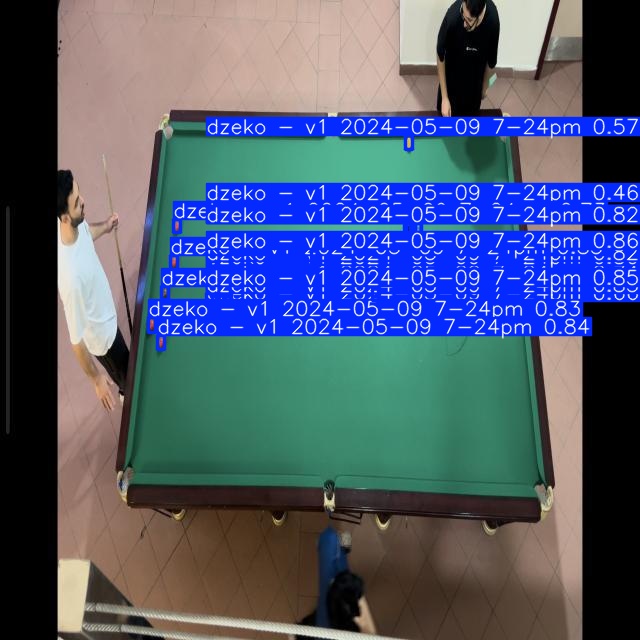 dzeko - v1 2024-05-09 7-24pm 0.57
dzeko - v1 2024-05-09 7-24pm 0.46
dze
dzeko - v1 2024-05-09 7-24pm 0.82
dze
dzeko - v1 2024-05-09 7-24pm 0.86
dzek
dzeko - v1 2024-05-09 7-24pm 0.85
dzeko - v1 2024-05-09 7-24pm 0.83
dzeko - v1 2024-05-09 7-24pm 0.84